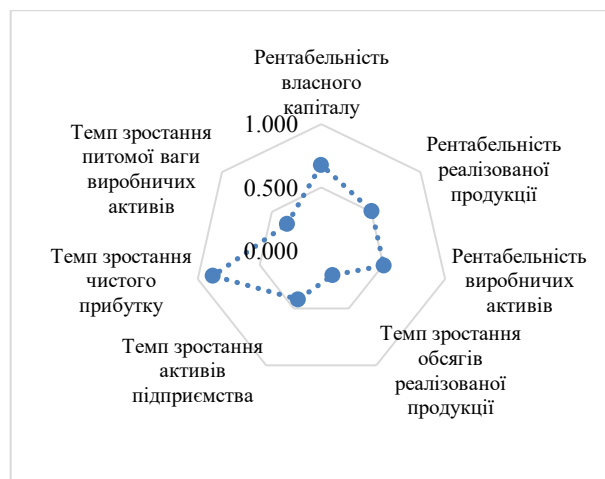 Рентабельність
власного
капіталу
1.000
0.500
0.000
Рентабельність
реалізованої
продукції
Рентабельність
виробничих
активів
Темп зростання
обсягів
реалізованої
продукції
Темп зростання
активів
підприємства
Темп зростання
чистого
прибутку
Темп зростання
питомої ваги
виробничих
активів